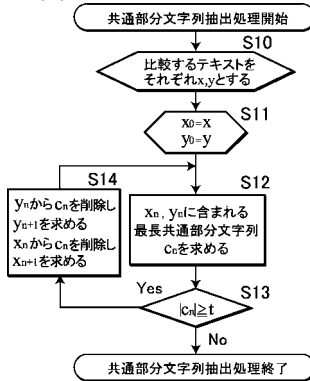 共通部分文字列抽出処理開始
S10
比較するテキストを
それぞれx,yとする
S11
x0=x
y0=y
S14
S12
ynからcnを削除し
yn+1を求める
xnからcnを削除し
xn+1を求める
xn, ynに含まれる
最長共通部分文字列
cnを求める
Yes
S13
|cn|≧t
No
共通部分文字列抽出処理終了